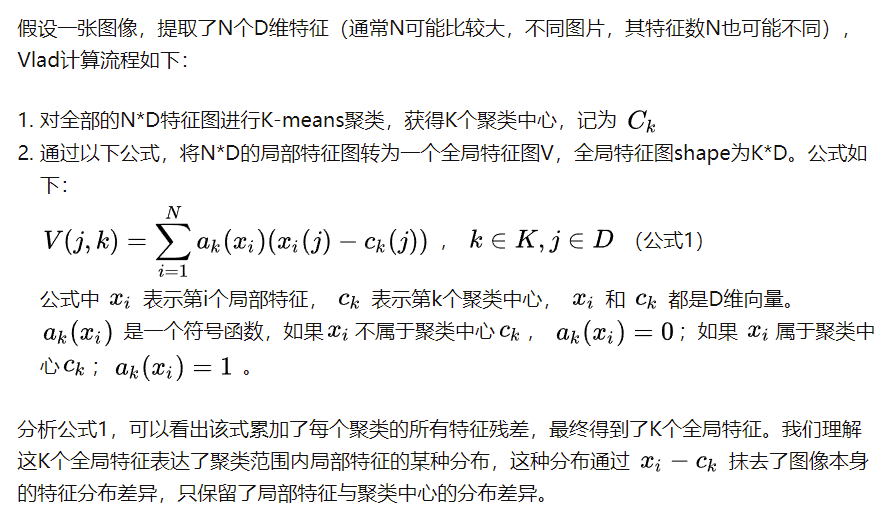 假设一张图像，提取了N个D维特征（通常N可能比较大，不同图片，其特征数N也可能不同），
Vlad计算流程如下：
1. 对全部的N*D特征图进行K-means聚类，获得K个聚类中心，记为 C_k
2. 通过以下公式，将N*D的局部特征图转为一个全局特征图V，全局特征图shape为K*D。公式如
下：
V(j,k) = \sum_{i=1}^{N} a_k(x_i)(x_i(j) - c_k(j)) ， k ∈ K, j ∈ D （公式1）
公式中 x_i 表示第i个局部特征， c_k 表示第k个聚类中心， x_i 和 c_k 都是D维向量。
a_k(x_i) 是一个符号函数，如果 x_i 不属于聚类中心 c_k ， a_k(x_i) = 0；如果 x_i 属于聚类中
心 c_k ； a_k(x_i) = 1 。
分析公式1，可以看出该式累加了每个聚类的所有特征残差，最终得到了K个全局特征。我们理解
这K个全局特征表达了聚类范围内局部特征的某种分布，这种分布通过 x_i − c_k 抹去了图像本身
的特征分布差异，只保留了局部特征与聚类中心的分布差异。